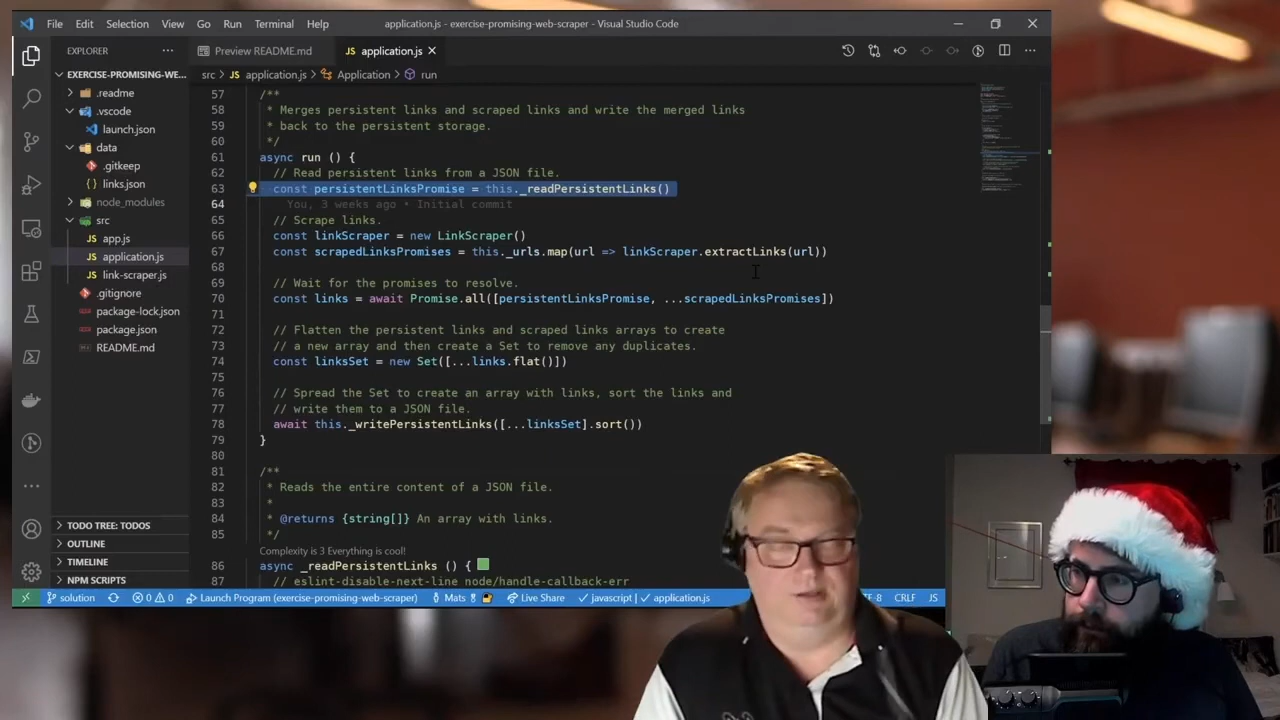 File Edit Selection View Go Run Terminal Help
application.js - exercise-promising-web-scraper - Visual Studio Code
EXPLORER
Preview README.md
application.js
EXERCISE-PROMISING-WE...
src > JS application.js > Application > run
.readme
.vscode
launch.json
data
.gitkeep
links.json
node_modules
src
JS app.js
JS application.js
JS link-scraper.js
.gitignore
package-lock.json
package.json
README.md
TODO TREE: TODOS
OUTLINE
TIMELINE
NPM SCRIPTS
57 /**
58 * Merges persistent links and scraped links and write the merged links
59 * back to the persistent storage.
60 */
61 async run () {
62 // Read persistent links from a JSON file.
63 const persistentLinksPromise = this._readPersistentLinks()
64 You, 3 weeks ago • Initial commit
65 // Scrape links.
66 const linkScraper = new LinkScraper()
67 const scrapedLinksPromises = this._urls.map(url => linkScraper.extractLinks(url))
68
69 // Wait for the promises to resolve.
70 const links = await Promise.all([persistentLinksPromise, ...scrapedLinksPromises])
71
72 // Flatten the persistent links and scraped links arrays to create
73 // a new array and then create a Set to remove any duplicates.
74 const linksSet = new Set([...links.flat()])
75
76 // Spread the Set to create an array with links, sort the links and
77 // write them to a JSON file.
78 await this._writePersistentLinks([...linksSet].sort())
79 }
80
81 /**
82 * Reads the entire content of a JSON file.
83 *
84 * @returns {string[]} An array with links.
85 */
Complexity is 3 Everything is cool!
86 async _readPersistentLinks () {
87 // eslint-disable-next-line node/handle-callback-err
solution 0 0 Launch Program (exercise-promising-web-scraper) Mats Live Share javascript | application.js TF-8 CRLF JS